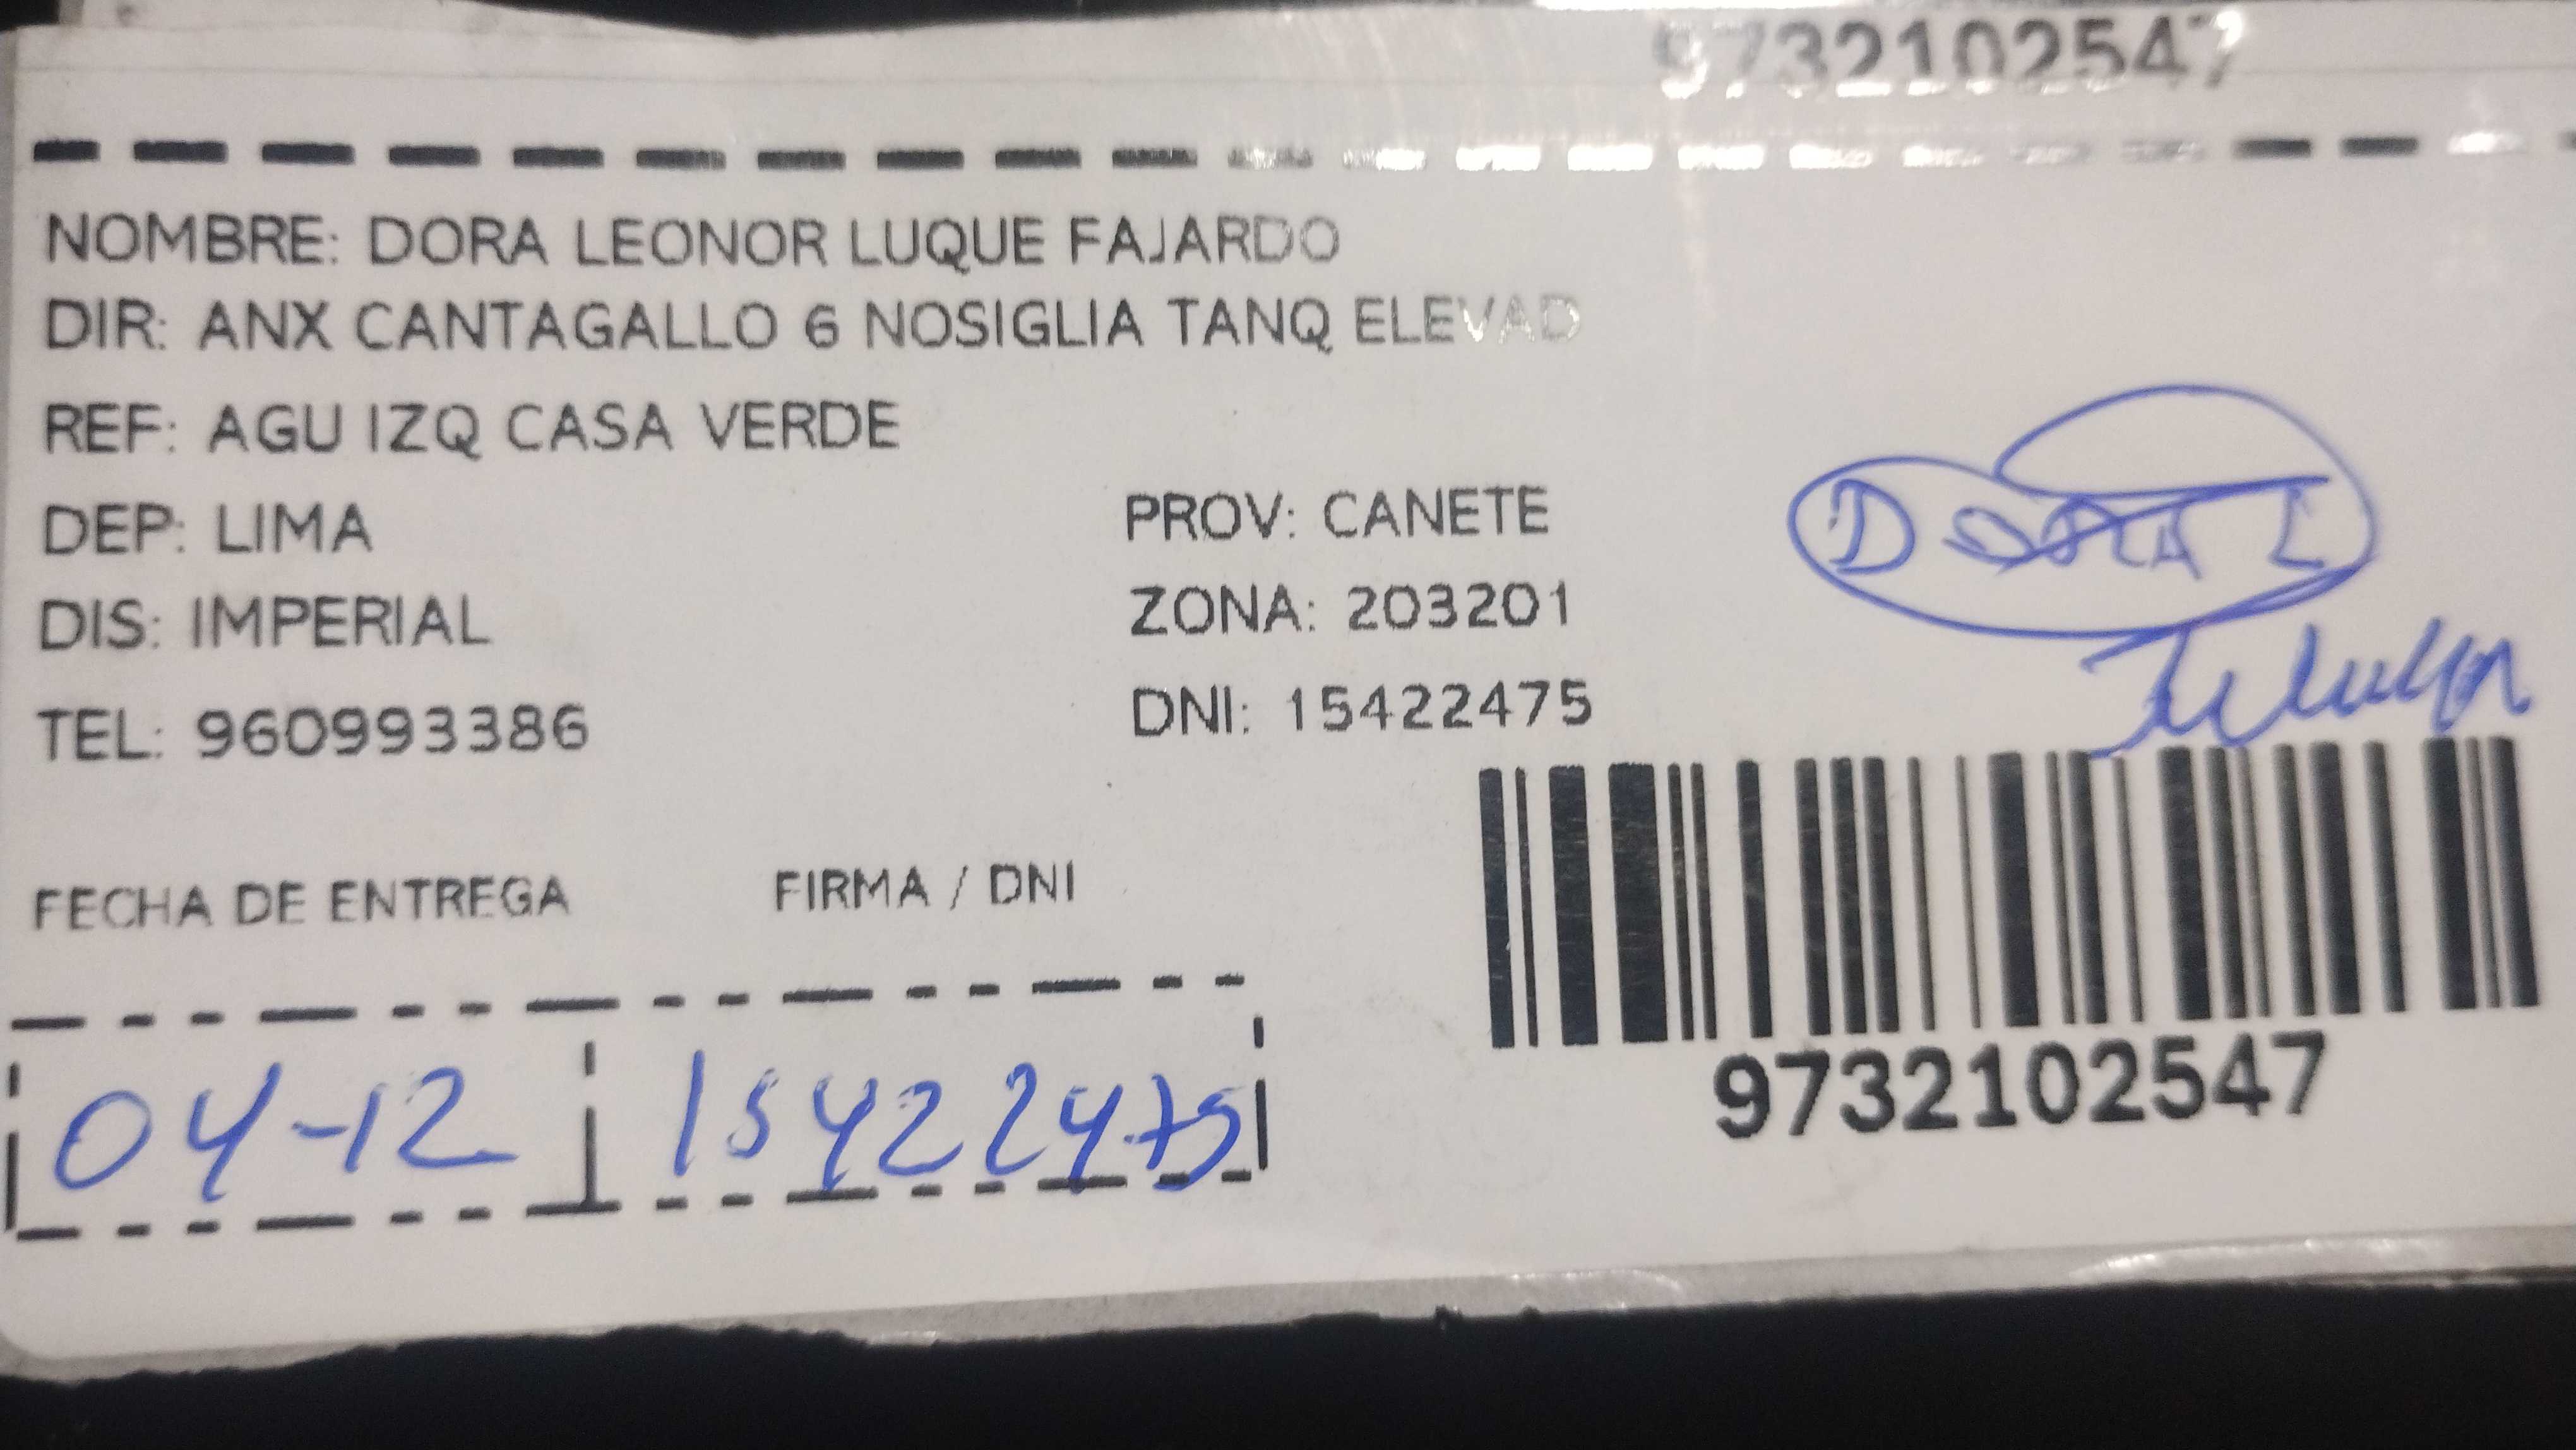 9732102547
NOMBRE: DORA LEONOR LUQUE FAJARDO
DIR: ANX CANTAGALLO 6 NOSIGLIA TANQ ELEVAD
REF: AGU IZQ CASA VERDE
DEP: LIMA
PROV: CANETE
DIS: IMPERIAL
ZONA: 203201
TEL: 960993386
DNI: 15422475
FECHA DE ENTREGA
FIRMA / DNI
04-12
15422475
9732102547